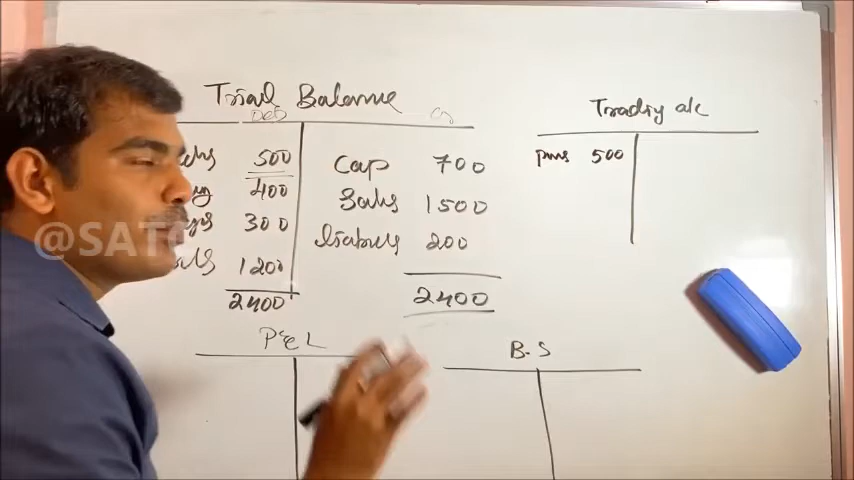 Trial Balance
Deb Cr
500 Cap 700
400 Sales 1500
300 200
1200
2400 2400
Trading a/c
purs 500
P&L
B.S
@SAT